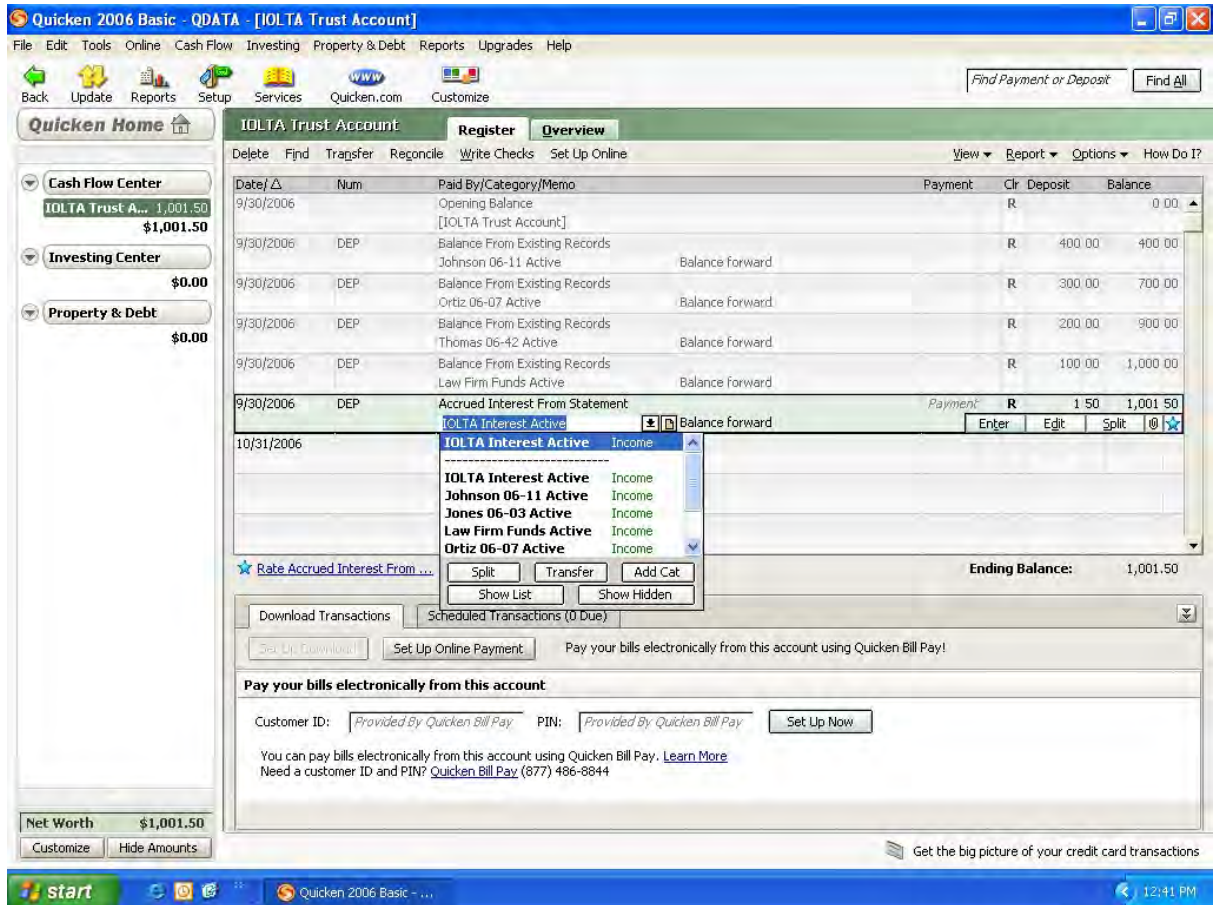 Quicken 2006 Basic - QDATA - [IOLTA Trust Account]
File Edit Tools Online Cash Flow Investing Property & Debt Reports Upgrades Help
Back Update Reports Setup Services Quicken.com Customize
Find Payment or Deposit Find All
Quicken Home
IOLTA Trust Account Register Overview
Delete Find Transfer Reconcile Write Checks Set Up Online View Report Options How Do I?
Cash Flow Center
IOLTA Trust A... 1,001.50
$1,001.50
Investing Center
$0.00
Property & Debt
$0.00
Date/ Num Paid By/Category/Memo Payment Clr Deposit Balance
9/30/2006 Opening Balance R 0 00
[IOLTA Trust Account]
9/30/2006 DEP Balance From Existing Records R 400 00 400 00
Johnson 06-11 Active Balance forward
9/30/2006 DEP Balance From Existing Records R 300 00 700 00
Ortiz 06-07 Active Balance forward
9/30/2006 DEP Balance From Existing Records R 200 00 900 00
Thomas 06-42 Active Balance forward
9/30/2006 DEP Balance From Existing Records R 100 00 1,000 00
Law Firm Funds Active Balance forward
9/30/2006 DEP Accrued Interest From Statement Payment R 1 50 1,001 50
IOLTA Interest Active Balance forward Enter Edit Split
10/31/2006
IOLTA Interest Active Income
IOLTA Interest Active Income
Johnson 06-11 Active Income
Jones 06-03 Active Income
Law Firm Funds Active Income
Ortiz 06-07 Active Income
Split Transfer Add Cat
Show List Show Hidden
Rate Accrued Interest From ...
Ending Balance: 1,001.50
Download Transactions Scheduled Transactions (0 Due)
Set Up Download Set Up Online Payment Pay your bills electronically from this account using Quicken Bill Pay!
Pay your bills electronically from this account
Customer ID: Provided By Quicken Bill Pay PIN: Provided By Quicken Bill Pay Set Up Now
You can pay bills electronically from this account using Quicken Bill Pay. Learn More
Need a customer ID and PIN? Quicken Bill Pay (877) 486-8844
Net Worth $1,001.50
Customize Hide Amounts
Get the big picture of your credit card transactions
start Quicken 2006 Basic - ... 12:41 PM